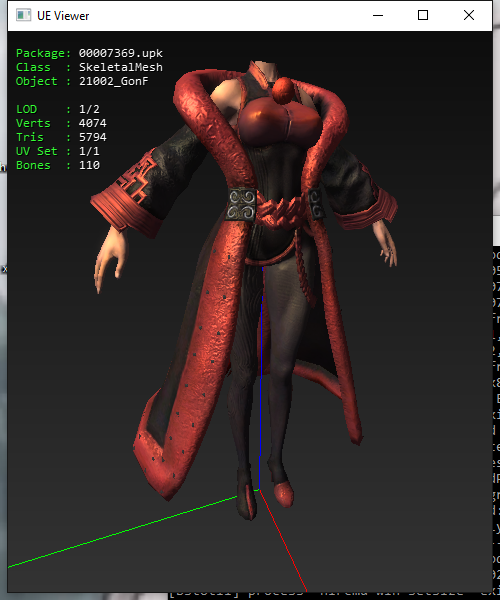 UE Viewer
Package: 00007369.upk
Class  : SkeletalMesh
Object : 21002_GonF
LOD    : 1/2
Verts  : 4074
Tris   : 5794
UV Set : 1/1
Bones  : 110